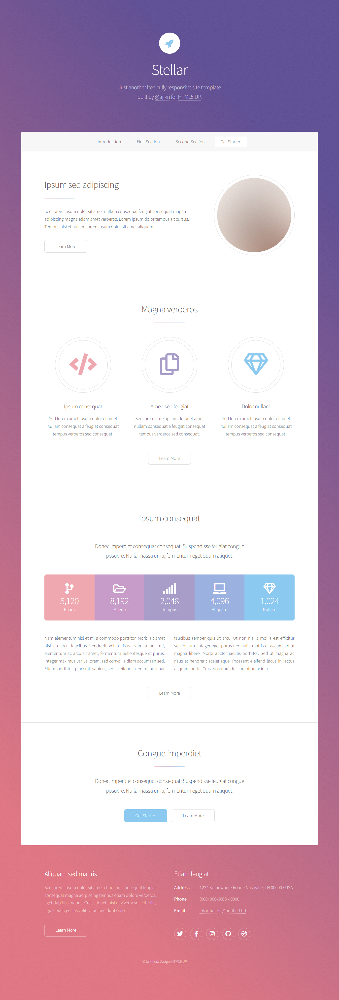 Stellar
Just another free, fully responsive site template
built by @ajlkn for HTML5 UP.
Introduction
First Section
Second Section
Get Started
Ipsum sed adipiscing
Sed lorem ipsum dolor sit amet nullam consequat feugiat consequat magna
adipiscing magna etiam amet veroeros. Lorem ipsum dolor tempus sit cursus.
Tempus nisl et nullam lorem ipsum dolor sit amet aliquam.
Learn More
Magna veroeros
Ipsum consequat
Sed lorem amet ipsum dolor et amet
nullam consequat a feugiat consequat
tempus veroeros sed consequat.
Amed sed feugiat
Sed lorem amet ipsum dolor et amet
nullam consequat a feugiat consequat
tempus veroeros sed consequat.
Dolor nullam
Sed lorem amet ipsum dolor et amet
nullam consequat a feugiat consequat
tempus veroeros sed consequat.
Learn More
Ipsum consequat
Donec imperdiet consequat consequat. Suspendisse feugiat congue
posuere. Nulla massa urna, fermentum eget quam aliquet.
5,120
Etiam
8,192
Magna
2,048
Tempus
4,096
Aliquam
1,024
Nullam
Nam elementum nisl et mi a commodo porttitor. Morbi sit amet
nisl eu arcu faucibus hendrerit vel a risus. Nam a orci mi,
elementum ac arcu sit amet, fermentum pellentesque et purus.
Integer maximus varius lorem, sed convallis diam accumsan sed.
Etiam porttitor placerat sapien, sed eleifend a enim pulvinar
faucibus semper quis ut arcu. Ut non nisl a mollis est efficitur
vestibulum. Integer eget purus nec nulla mattis et accumsan ut
magna libero. Morbi auctor iaculis porttitor. Sed ut magna ac
risus et hendrerit scelerisque. Praesent eleifend lacus in lectus
aliquam porta. Cras eu ornare dui curabitur lacinia.
Learn More
Congue imperdiet
Donec imperdiet consequat consequat. Suspendisse feugiat congue
posuere. Nulla massa urna, fermentum eget quam aliquet.
Get Started
Learn More
Aliquam sed mauris
Sed lorem ipsum dolor sit amet et nullam consequat feugiat
consequat magna adipiscing tempus etiam dolore veroeros.
eget dapibus mauris. Cras aliquet, nisl ut viverra sollicitudin,
ligula erat egestas velit, vitae tincidunt odio.
Learn More
Etiam feugiat
Address 1234 Somewhere Road • Nashville, TN 00000 • USA
Phone (000) 000-0000 x 0000
Email information@untitled.tld
© Untitled. Design: HTML5 UP.